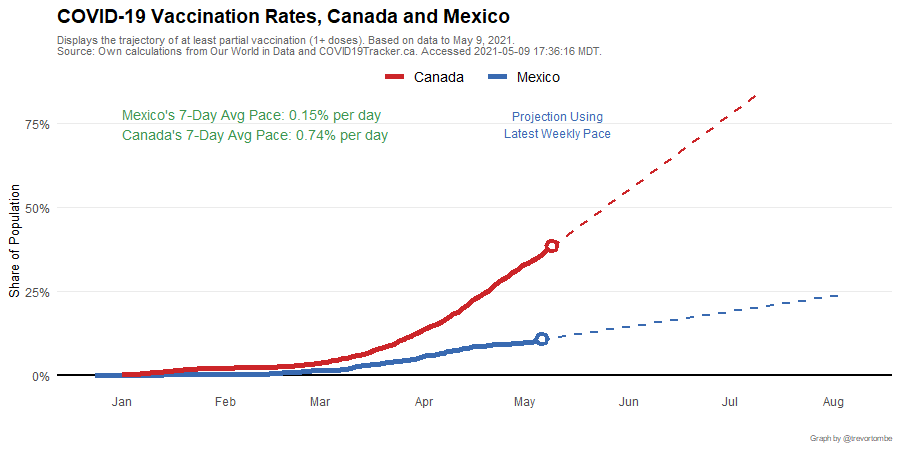 COVID-19 Vaccination Rates, Canada and Mexico
Displays the trajectory of at least partial vaccination (1+ doses). Based on data to May 9, 2021.
Source: Own calculations from Our World in Data and COVID19Tracker.ca. Accessed 2021-05-09 17:36:16 MDT.
Canada Mexico
Mexico's 7-Day Avg Pace: 0.15% per day
Canada's 7-Day Avg Pace: 0.74% per day
Projection Using
Latest Weekly Pace
Share of Population
75%
50%
25%
0%
Jan Feb Mar Apr May Jun Jul Aug
Graph by @trevortombe